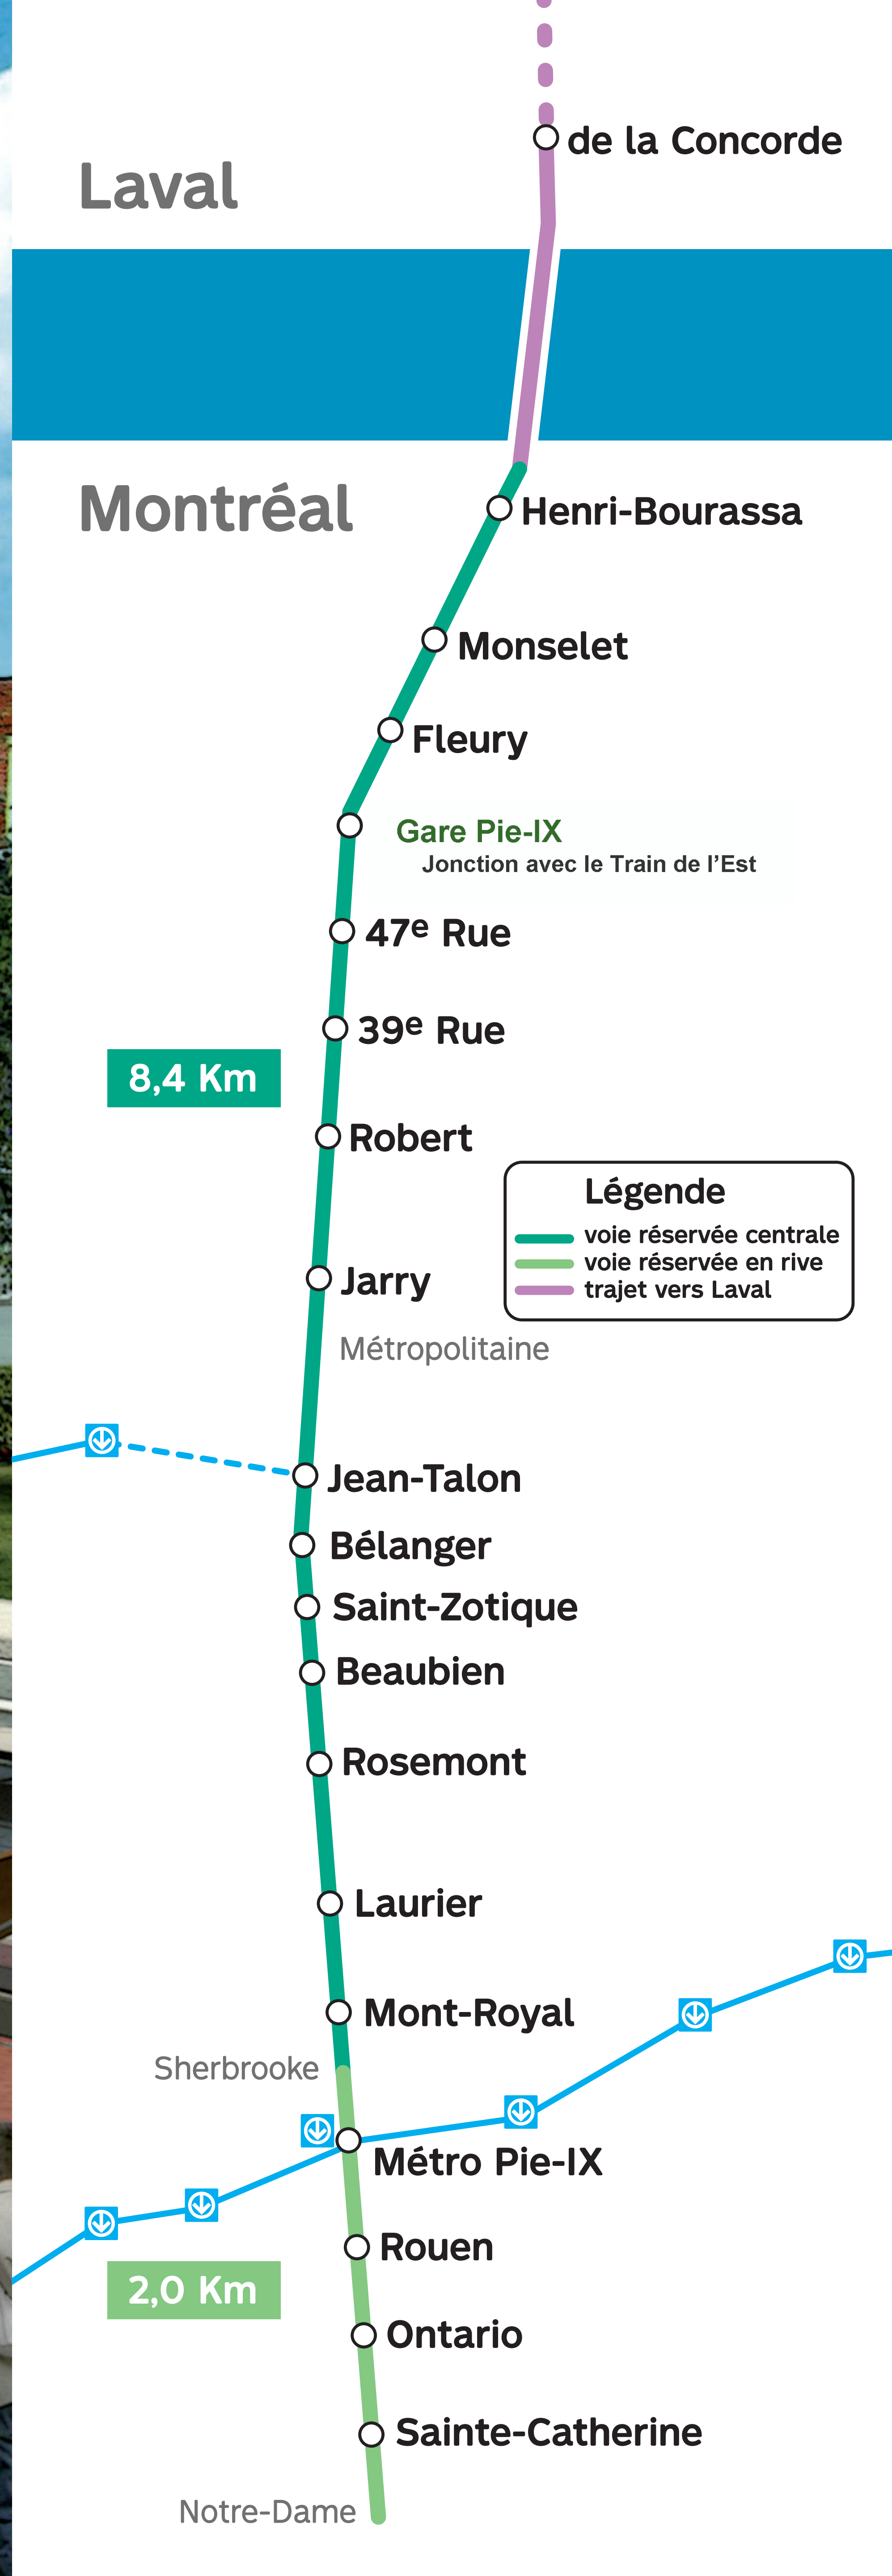 de la Concorde
Laval
Montréal
Henri-Bourassa
Monselet
Fleury
Gare Pie-IX
Jonction avec le Train de l’Est
47e Rue
39e Rue
8,4 Km
Robert
Légende
voie réservée centrale
voie réservée en rive
trajet vers Laval
Jarry
Métropolitaine
Jean-Talon
Bélanger
Saint-Zotique
Beaubien
Rosemont
Laurier
Mont-Royal
Sherbrooke
Métro Pie-IX
Rouen
2,0 Km
Ontario
Sainte-Catherine
Notre-Dame